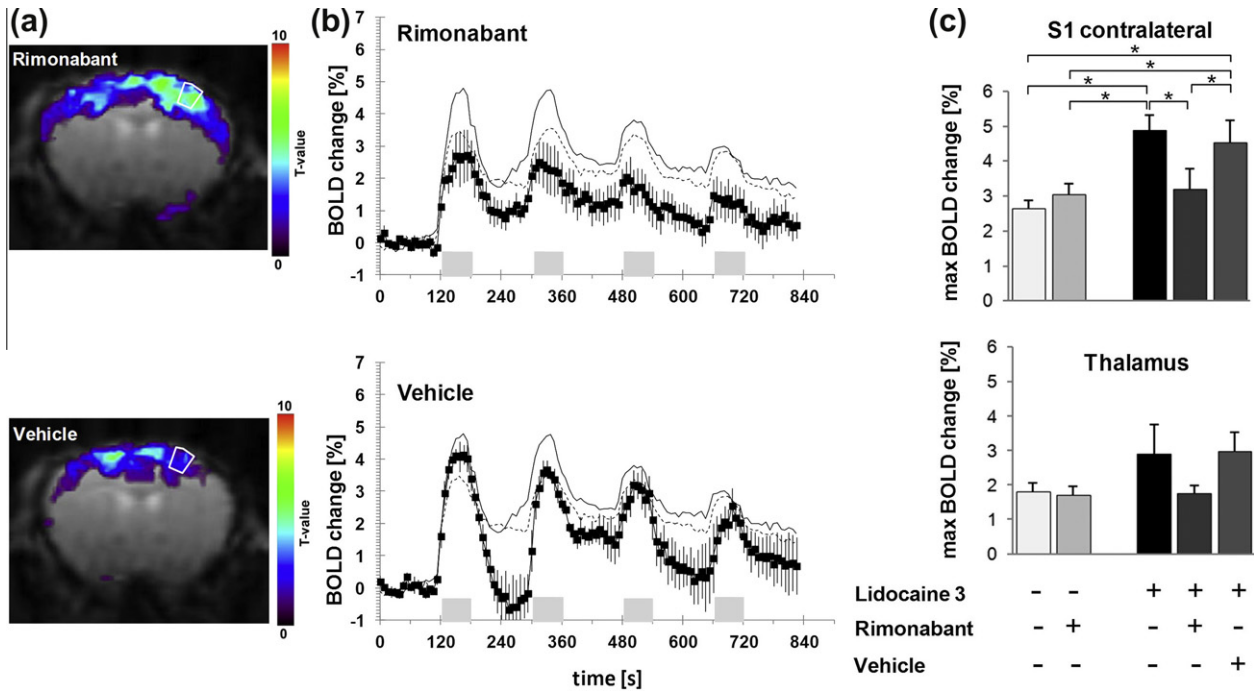 (a)
Rimonabant
10
T-value
0
Vehicle
10
T-value
0
(b)
Rimonabant
BOLD change [%]
7
6
5
4
3
2
1
0
-1
0 120 240 360 480 600 720 840
Vehicle
BOLD change [%]
7
6
5
4
3
2
1
0
-1
0 120 240 360 480 600 720 840
time [s]
(c)
S1 contralateral
*
*
* *
* *
max BOLD change [%]
6
5
4
3
2
1
0
Thalamus
max BOLD change [%]
6
5
4
3
2
1
0
Lidocaine 3 - - + + +
Rimonabant - + - + -
Vehicle - - - - +